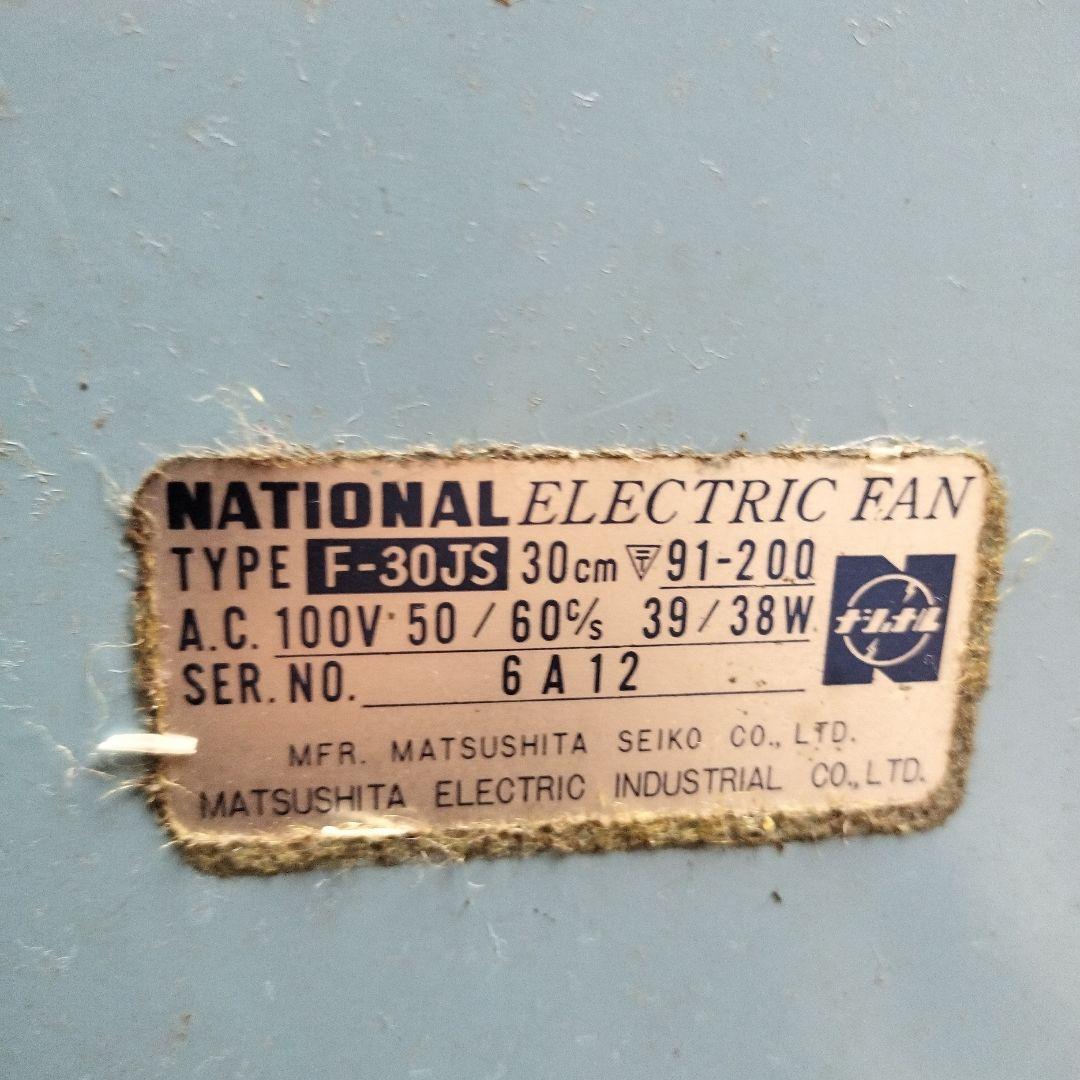 NATIONAL ELECTRIC FAN
TYPE F-30JS 30cm 〒 91-200
A.C. 100V 50 / 60c/s 39 / 38W
ナショナル
SER. NO. 6A12
MFR. MATSUSHITA SEIKO CO., LTD.
MATSUSHITA ELECTRIC INDUSTRIAL CO., LTD.